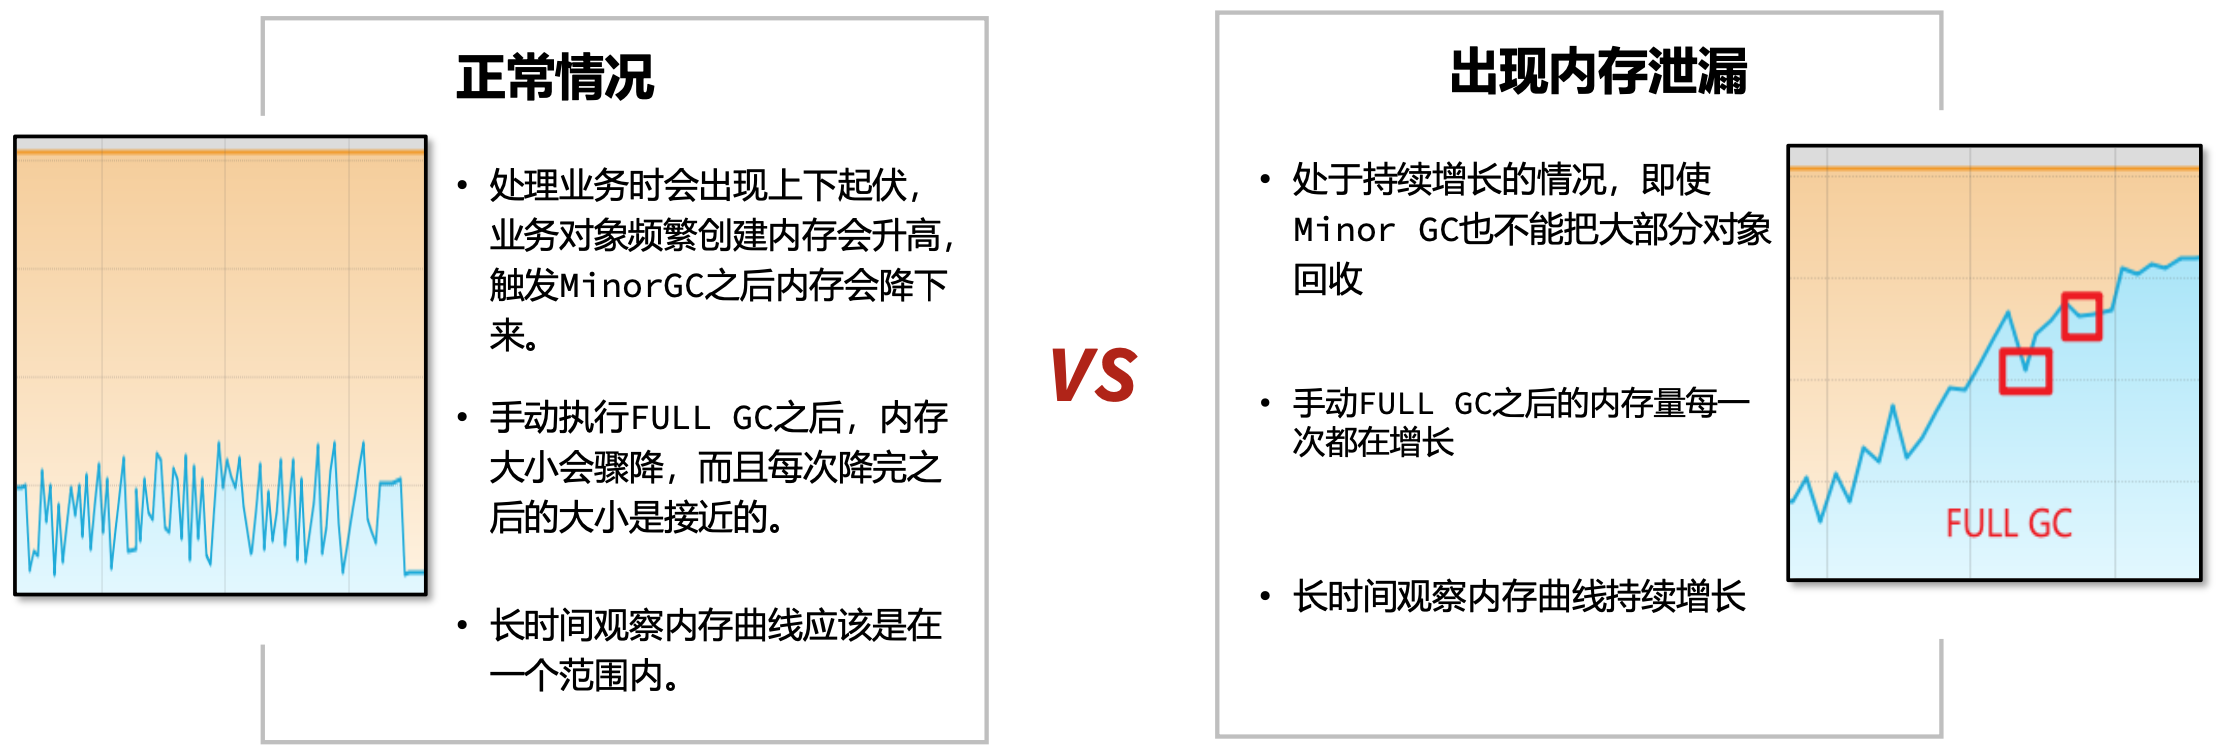 正常情况
• 处理业务时会出现上下起伏，
业务对象频繁创建内存会升高，
触发MinorGC之后内存会降下
来。
• 手动执行FULL GC之后，内存
大小会骤降，而且每次降完之
后的大小是接近的。
• 长时间观察内存曲线应该是在
一个范围内。
VS
出现内存泄漏
• 处于持续增长的情况，即使
Minor GC也不能把大部分对象
回收
• 手动FULL GC之后的内存量每一
次都在增长
• 长时间观察内存曲线持续增长
FULL GC